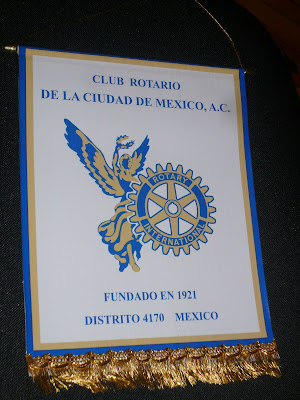 CLUB ROTARIO
DE LA CIUDAD DE MEXICO, A.C.
ROTARY
INTERNATIONAL
FUNDADO EN 1921
DISTRITO 4170 MEXICO